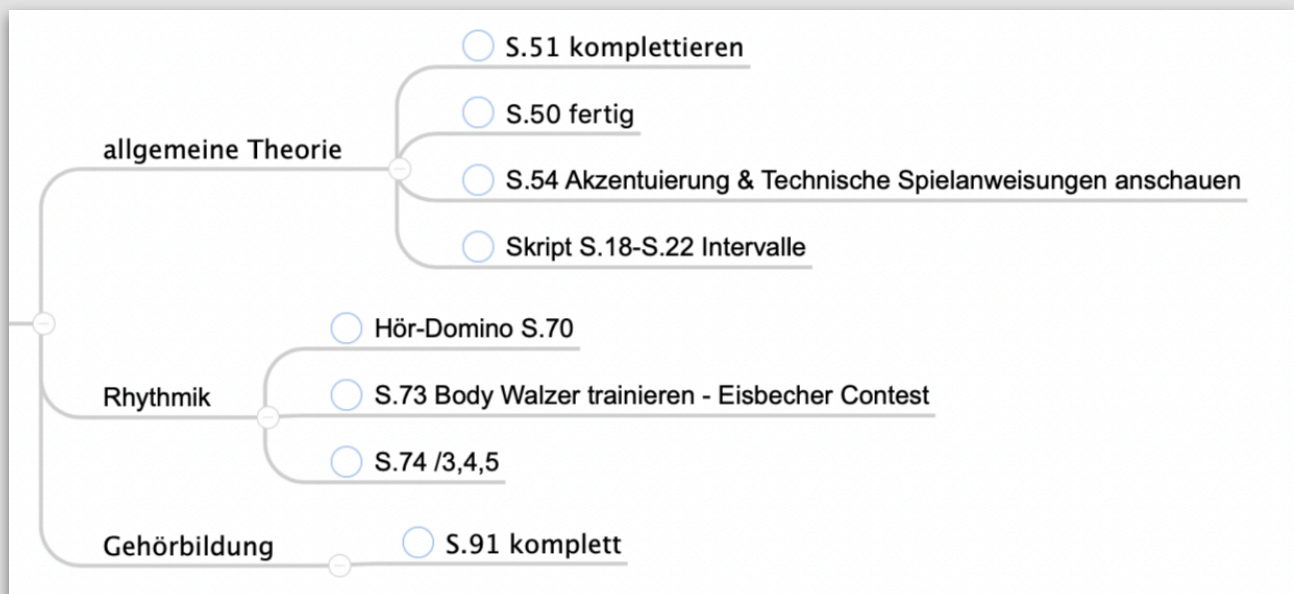 allgemeine Theorie
S.51 komplettieren
S.50 fertig
S.54 Akzentuierung & Technische Spielanweisungen anschauen
Skript S.18-S.22 Intervalle
Rhythmik
Hör-Domino S.70
S.73 Body Walzer trainieren - Eisbecher Contest
S.74 /3,4,5
Gehörbildung
S.91 komplett